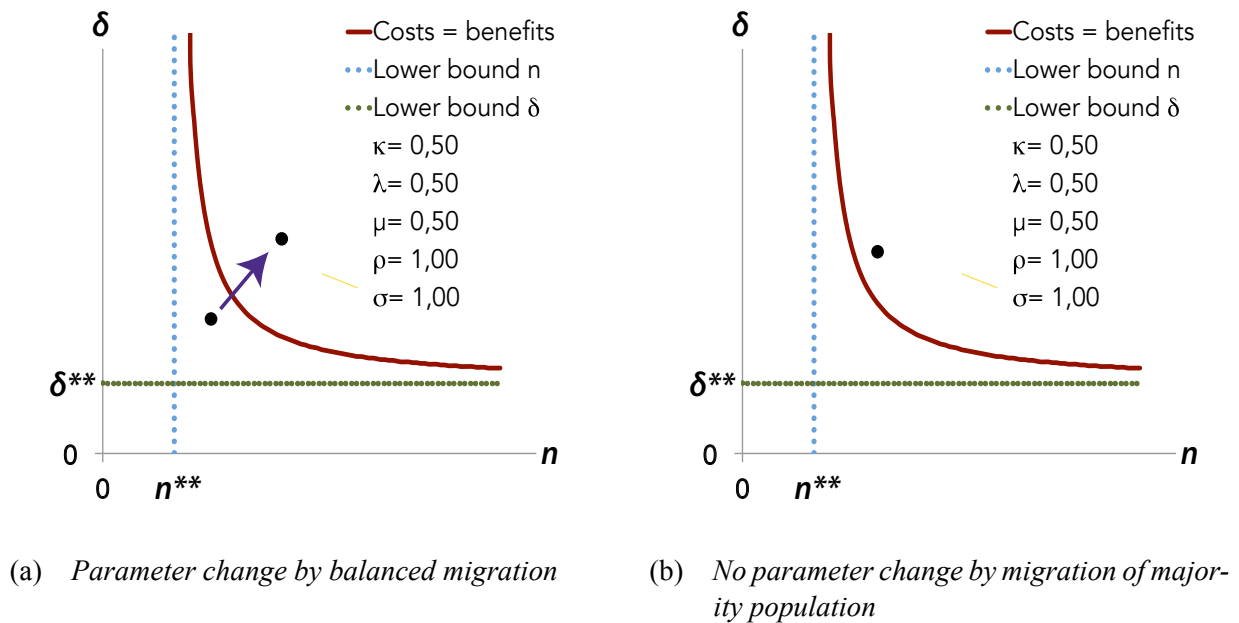 δ
Costs = benefits
Lower bound n
Lower bound δ
κ= 0,50
λ= 0,50
μ= 0,50
ρ= 1,00
σ= 1,00
δ**
0
n
0
n**
(a) Parameter change by balanced migration
δ
Costs = benefits
Lower bound n
Lower bound δ
κ= 0,50
λ= 0,50
μ= 0,50
ρ= 1,00
σ= 1,00
δ**
0
n
0
n**
(b) No parameter change by migration of major-
ity population